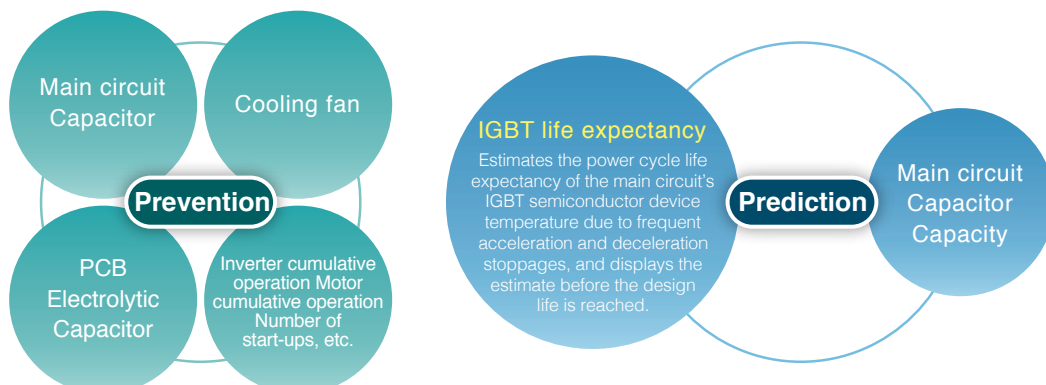 Main circuit
Capacitor
Cooling fan
Prevention
PCB
Electrolytic
Capacitor
Inverter cumulative
operation Motor
cumulative operation
Number of
start-ups, etc.
IGBT life expectancy
Estimates the power cycle life
expectancy of the main circuit's
IGBT semiconductor device
temperature due to frequent
acceleration and deceleration
stoppages, and displays the
estimate before the design
life is reached.
Prediction
Main circuit
Capacitor
Capacity